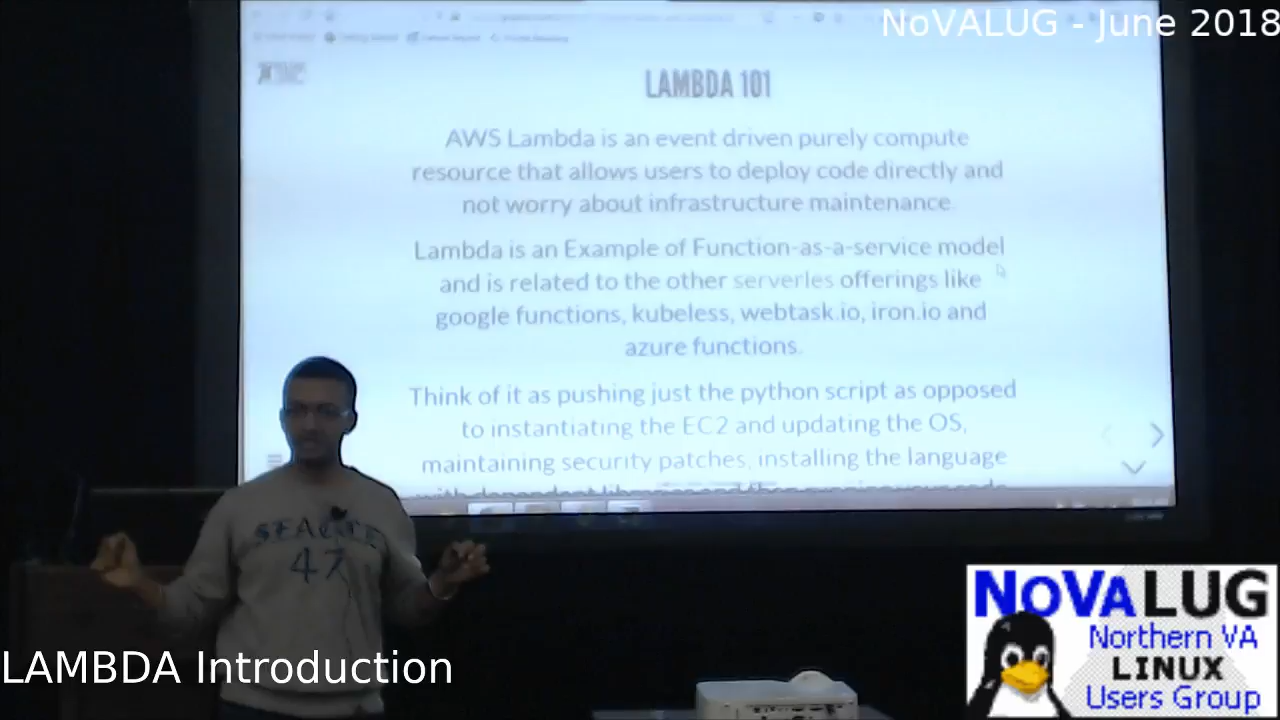 NoVALUG - June 2018
LAMBDA 101
AWS Lambda is an event driven purely compute
resource that allows users to deploy code directly and
not worry about infrastructure maintenance.
Lambda is an Example of Function-as-a-service model
and is related to the other serverles offerings like
google functions, kubeless, webtask.io, iron.io and
azure functions.
Think of it as pushing just the python script as opposed
to instantiating the EC2 and updating the OS,
maintaining security patches, installing the language
SEATTLE
47
LAMBDA Introduction
NOVALUG
Northern VA
LINUX
Users Group